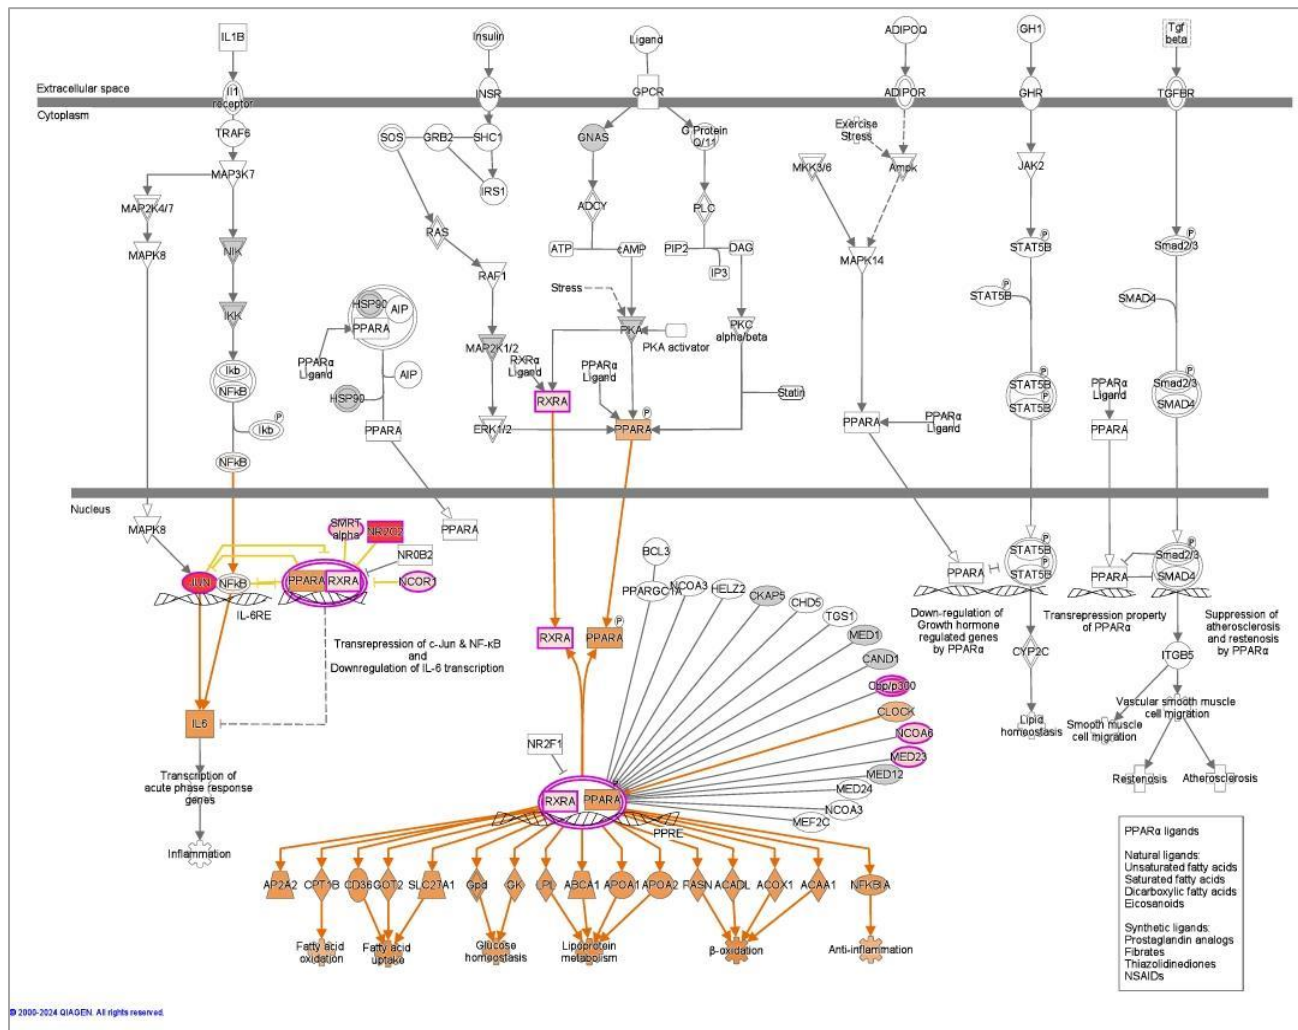 IL1B
Insulin
Ligand
ADIPOQ
GH1
Tgf
beta
Extracellular space
Il1
receptor
INSR
GPCR
ADIPOR
GHR
TGFBR
Cytoplasm
TRAF6
SOS
GRB2
SHC1
GNAS
G Protein
Q/11
Exercise
Stress
MAP3K7
IRS1
MKK3/6
Ampk
JAK2
MAP2K4/7
ADCY
PLC
RAS
MAPK8
NIK
RAF1
ATP
cAMP
PIP2
DAG
IP3
MAPK14
P
STAT5B
P
Smad2/3
HSP90
AIP
PPARA
Stress
STAT5B
SMAD4
IKK
PPARα
Ligand
MAP2K1/2
PKA
PKA activator
PKC
alpha/beta
Ikb
NFkB
HSP90
AIP
RXRα
Ligand
PPARα
Ligand
RXRA
Statin
P
STAT5B
P
STAT5B
PPARα
Ligand
P
Smad2/3
SMAD4
P
Ikb
PPARA
ERK1/2
P
PPARA
PPARA
PPARα
Ligand
PPARA
NFkB
Nucleus
MAPK8
SMRT
alpha
NR2C2
PPARA
NR0B2
JUN
NFkB
PPARA
RXRA
NCOR1
IL-6RE
BCL3
PPARGC1A
NCOA3
HELZ2
CKAP5
CHD5
TGS1
MED1
CAND1
Cbp/p300
CLOCK
NCOA6
MED23
MED12
MED24
NCOA3
MEF2C
PPARA
P
STAT5B
P
STAT5B
PPARA
P
Smad2/3
SMAD4
Down-regulation of
Growth hormone
regulated genes
by PPARα
Transrepression property
of PPARα
Suppression of
atherosclerosis
and restenosis
by PPARα
RXRA
P
PPARA
Transrepression of c-Jun & NF-κB
and
Downregulation of IL-6 transcription
CYP2C
ITGB5
IL6
Lipid
homeostasis
Smooth muscle
cell migration
Vascular smooth muscle
cell migration
NR2F1
Restenosis
Atherosclerosis
Transcription of
acute phase response
genes
RXRA
P
PPARA
PPRE
Inflammation
AP2A2
CPT1B
CD36
GOT2
SLC27A1
Gpd
GK
LPL
ABCA1
APOA1
APOA2
FASN
ACADL
ACOX1
ACAA1
NFKBIA
Fatty acid
oxidation
Fatty acid
uptake
Glucose
homeostasis
Lipoprotein
metabolism
β-oxidation
Anti-inflammation
PPARα ligands
Natural ligands:
Unsaturated fatty acids
Saturated fatty acids
Dicarboxylic fatty acids
Eicosanoids
Synthetic ligands:
Prostaglandin analogs
Fibrates
Thiazolidinediones
NSAIDs
© 2000-2024 QIAGEN. All rights reserved.